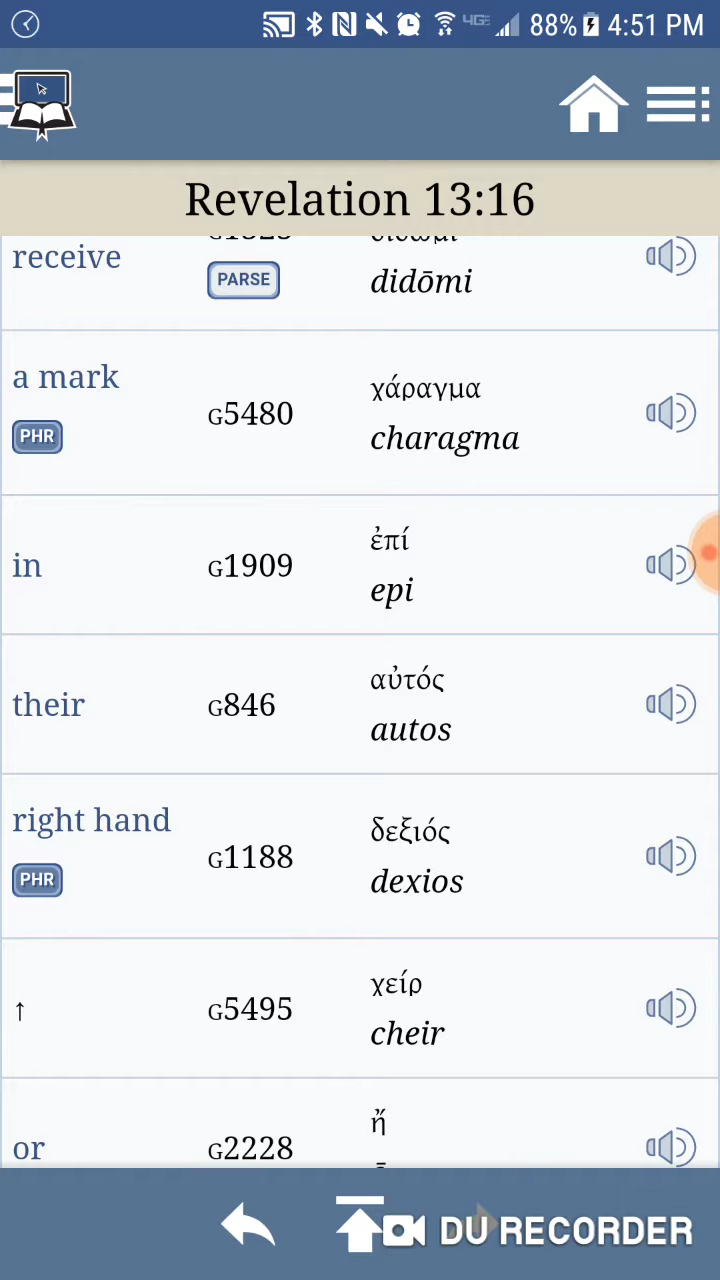 88% 4:51 PM
Revelation 13:16
receive
PARSE
didōmi
a mark
PHR
G5480
χάραγμα
charagma
in
G1909
ἐπί
epi
their
G846
αὐτός
autos
right hand
PHR
G1188
δεξιός
dexios
↑
G5495
χείρ
cheir
or
G2228
ἤ
DU RECORDER